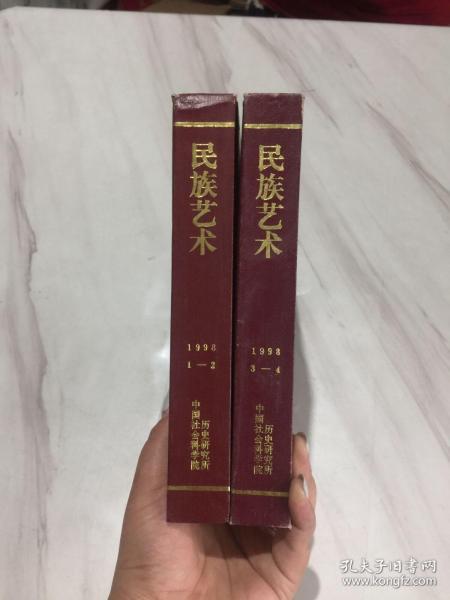 民族艺术
1998
1—2
中国社会科学院
历史研究所
民族艺术
1998
3—4
中国社会科学院
历史研究所
孔夫子旧书网
www.kongfz.com